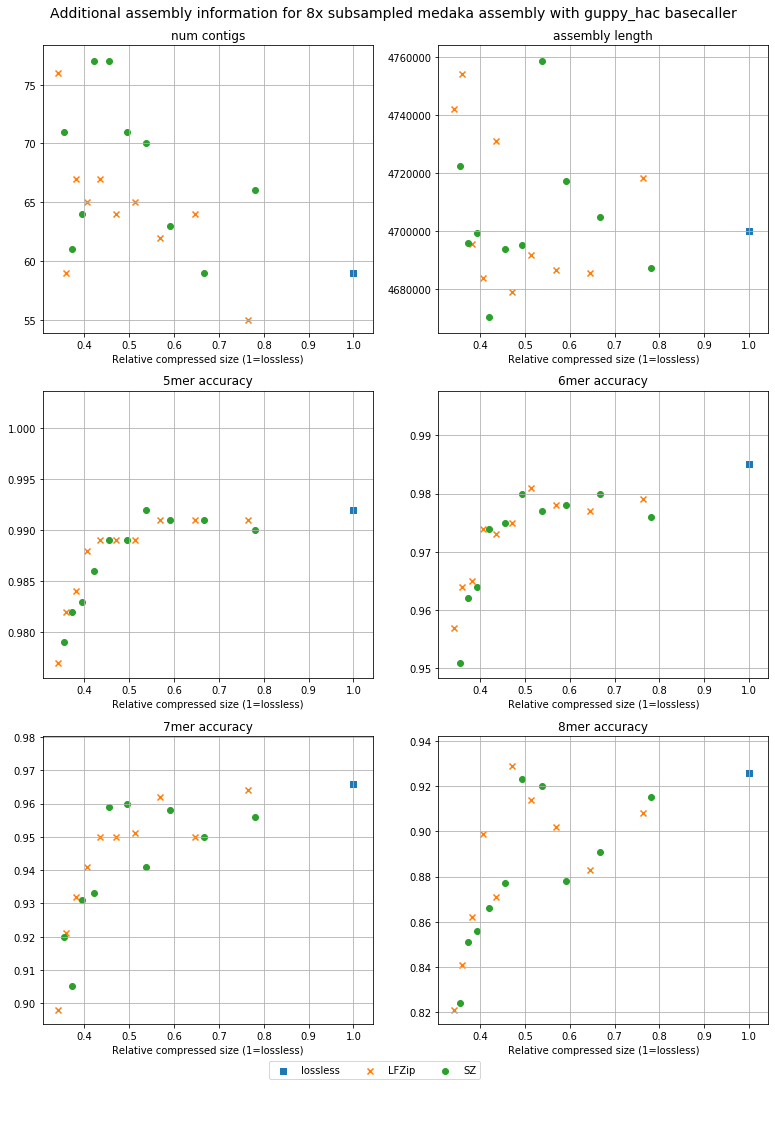 Additional assembly information for 8x subsampled medaka assembly with guppy_hac basecaller
num contigs
75
70
65
60
55
0.4 0.5 0.6 0.7 0.8 0.9 1.0
Relative compressed size (1=lossless)
assembly length
4760000
4740000
4720000
4700000
4680000
0.4 0.5 0.6 0.7 0.8 0.9 1.0
Relative compressed size (1=lossless)
5mer accuracy
1.000
0.995
0.990
0.985
0.980
0.4 0.5 0.6 0.7 0.8 0.9 1.0
Relative compressed size (1=lossless)
6mer accuracy
0.99
0.98
0.97
0.96
0.95
0.4 0.5 0.6 0.7 0.8 0.9 1.0
Relative compressed size (1=lossless)
7mer accuracy
0.98
0.97
0.96
0.95
0.94
0.93
0.92
0.91
0.90
0.4 0.5 0.6 0.7 0.8 0.9 1.0
Relative compressed size (1=lossless)
8mer accuracy
0.94
0.92
0.90
0.88
0.86
0.84
0.82
0.4 0.5 0.6 0.7 0.8 0.9 1.0
Relative compressed size (1=lossless)
lossless LFZip SZ